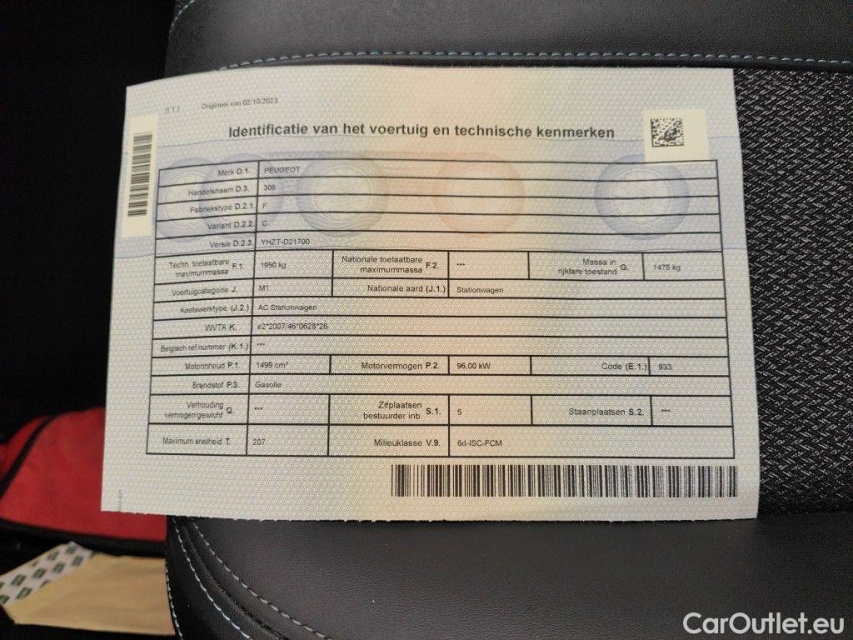 Origineel van 02/10/2023
Identificatie van het voertuig en technische kenmerken
Merk D.1. PEUGEOT
Handelsnaam D.3. 308
Fabriekstype D.2.1. F
Variant D.2.2. C
Versie D.2.3. YHZT-D21700
Techn. toelaatbare maximummassa F.1. 1950 kg Nationale toelaatbare maximummassa F.2. --- Massa in rijklare toestand G. 1475 kg
Voertuigcategorie J. M1 Nationale aard (J.1.) Stationwagen
Koetswerktype (J.2.) AC Stationwagen
WVTA K. e2*2007/46*0628*26
Belgisch ref.nummer (K.1.) ---
Motorinhoud P.1. 1499 cm³ Motorvermogen P.2. 96.00 kW Code (E.1.) 933
Brandstof P.3. Gasolie
Verhouding vermogen/gewicht Q. --- Zitplaatsen bestuurder inb S.1. 5 Staanplaatsen S.2. ---
Maximum snelheid T. 207 Milieuklasse V.9. 6d-ISC-FCM
CarOutlet.eu